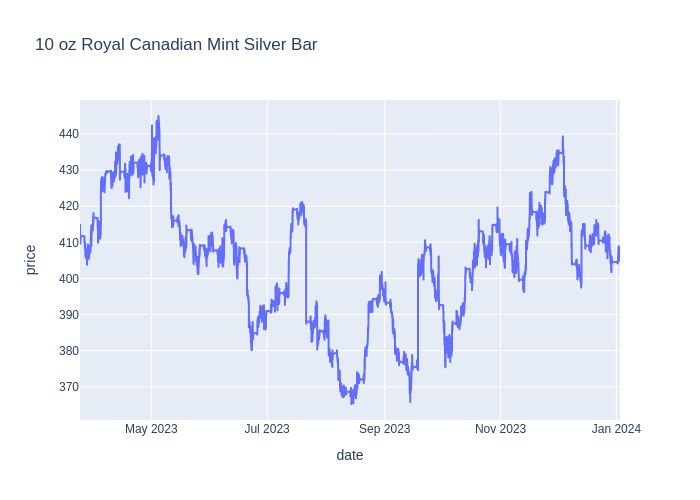 10 oz Royal Canadian Mint Silver Bar
440
430
420
410
400
390
380
370
price
May 2023
Jul 2023
Sep 2023
Nov 2023
Jan 2024
date